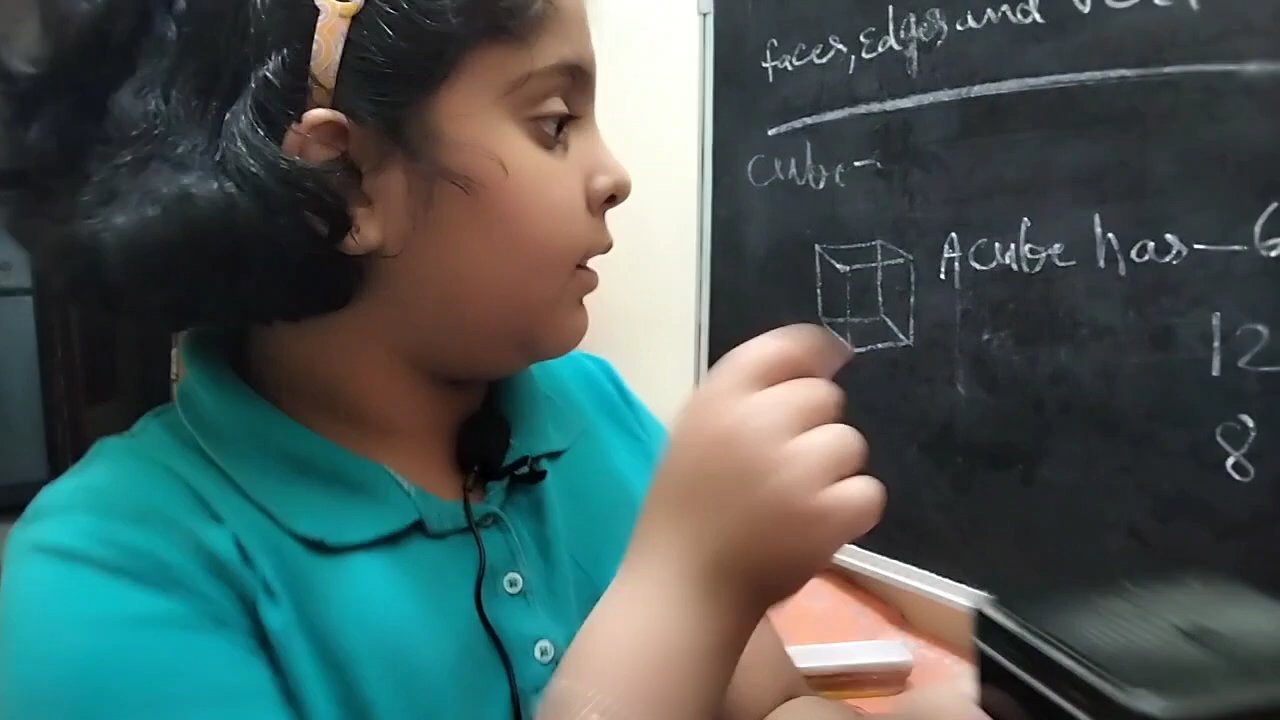 faces, Edges and
Cube-
A cube has — 6
12
8